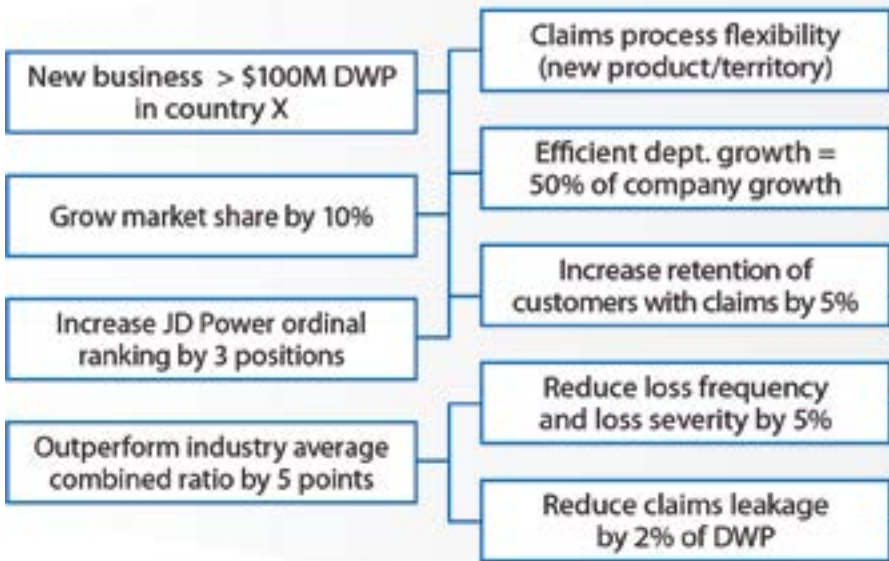 New business > $100M DWP
in country X
Grow market share by 10%
Increase JD Power ordinal
ranking by 3 positions
Outperform industry average
combined ratio by 5 points
Claims process flexibility
(new product/territory)
Efficient dept. growth =
50% of company growth
Increase retention of
customers with claims by 5%
Reduce loss frequency
and loss severity by 5%
Reduce claims leakage
by 2% of DWP